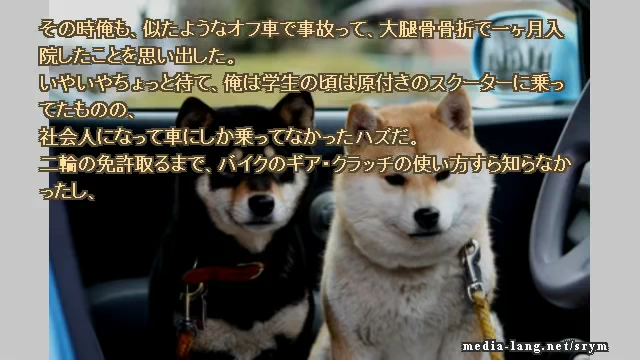 その時俺も、似たようなオフ車で事故って、大腿骨骨折で一ヶ月入
院したことを思い出した。
いやいやちょっと待て、俺は学生の頃は原付きのスクーターに乗っ
てたものの、
社会人になって車にしか乗ってなかったハズだ。
二輪の免許取るまで、バイクのギア・クラッチの使い方すら知らなか
ったし、
media-lang.net/srym